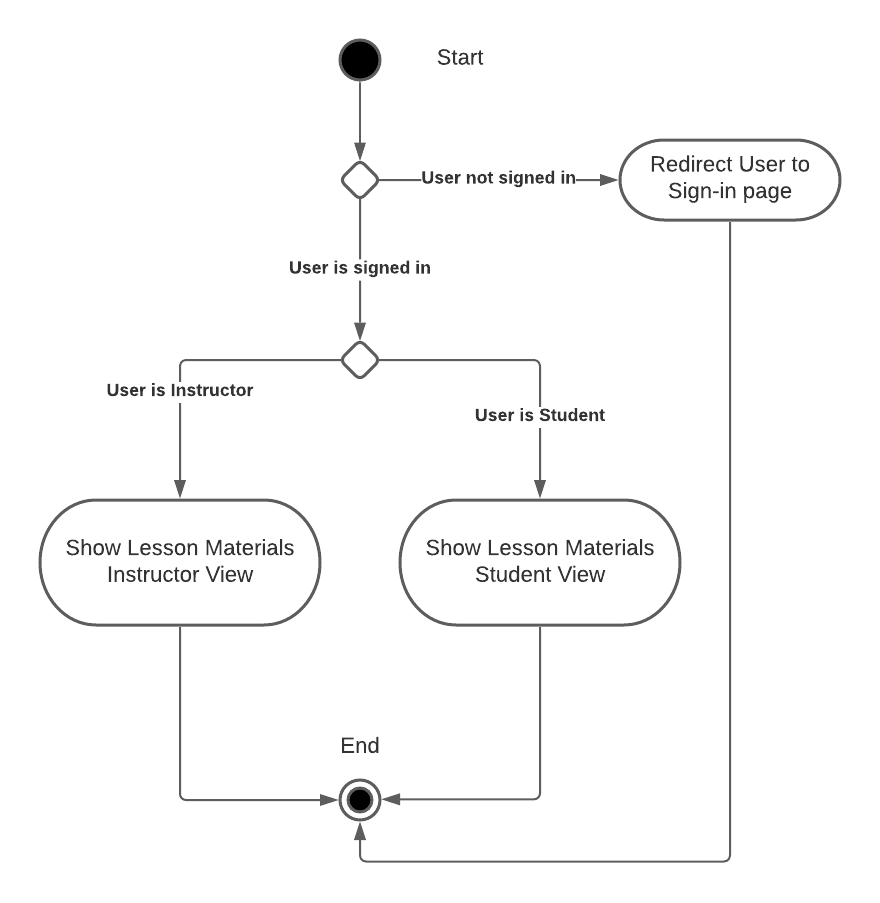 Start
User not signed in
Redirect User to
Sign-in page
User is signed in
User is Instructor
User is Student
Show Lesson Materials
Instructor View
Show Lesson Materials
Student View
End